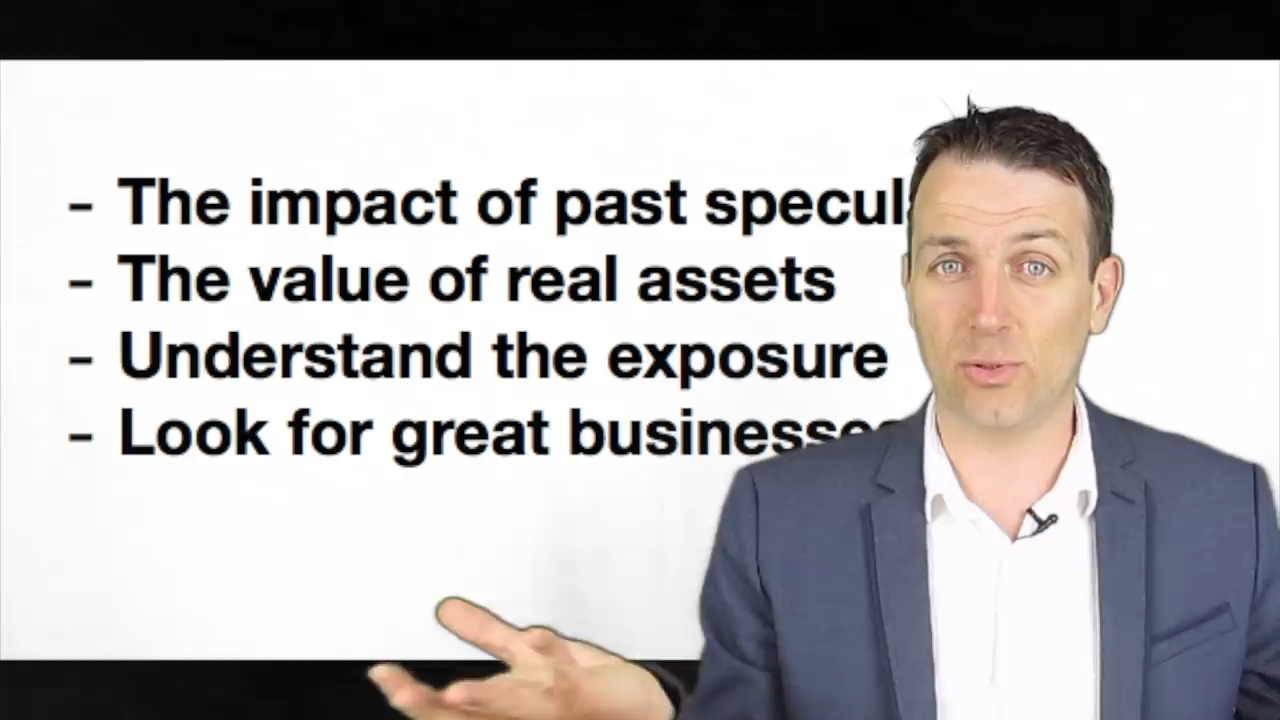 - The impact of past
- The value of real assets
- Understand the exposure
- Look for great